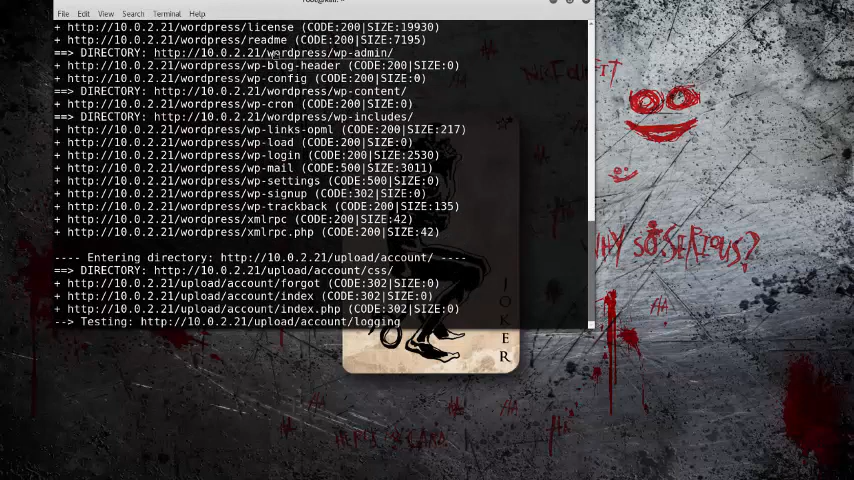 File Edit View Search Terminal Help
+ http://10.0.2.21/wordpress/license (CODE:200|SIZE:19930)
+ http://10.0.2.21/wordpress/readme (CODE:200|SIZE:7195)
==> DIRECTORY: http://10.0.2.21/wordpress/wp-admin/
+ http://10.0.2.21/wordpress/wp-blog-header (CODE:200|SIZE:0)
+ http://10.0.2.21/wordpress/wp-config (CODE:200|SIZE:0)
==> DIRECTORY: http://10.0.2.21/wordpress/wp-content/
+ http://10.0.2.21/wordpress/wp-cron (CODE:200|SIZE:0)
==> DIRECTORY: http://10.0.2.21/wordpress/wp-includes/
+ http://10.0.2.21/wordpress/wp-links-opml (CODE:200|SIZE:217)
+ http://10.0.2.21/wordpress/wp-load (CODE:200|SIZE:0)
+ http://10.0.2.21/wordpress/wp-login (CODE:200|SIZE:2530)
+ http://10.0.2.21/wordpress/wp-mail (CODE:500|SIZE:3011)
+ http://10.0.2.21/wordpress/wp-settings (CODE:500|SIZE:0)
+ http://10.0.2.21/wordpress/wp-signup (CODE:302|SIZE:0)
+ http://10.0.2.21/wordpress/wp-trackback (CODE:200|SIZE:135)
+ http://10.0.2.21/wordpress/xmlrpc (CODE:200|SIZE:42)
+ http://10.0.2.21/wordpress/xmlrpc.php (CODE:200|SIZE:42)
---- Entering directory: http://10.0.2.21/upload/account/ ----
==> DIRECTORY: http://10.0.2.21/upload/account/css/
+ http://10.0.2.21/upload/account/forgot (CODE:302|SIZE:0)
+ http://10.0.2.21/upload/account/index (CODE:302|SIZE:0)
+ http://10.0.2.21/upload/account/index.php (CODE:302|SIZE:0)
--> Testing: http://10.0.2.21/upload/account/logging
WHY SO SERIOUS?
JOKER
HA
HA
HA
HA